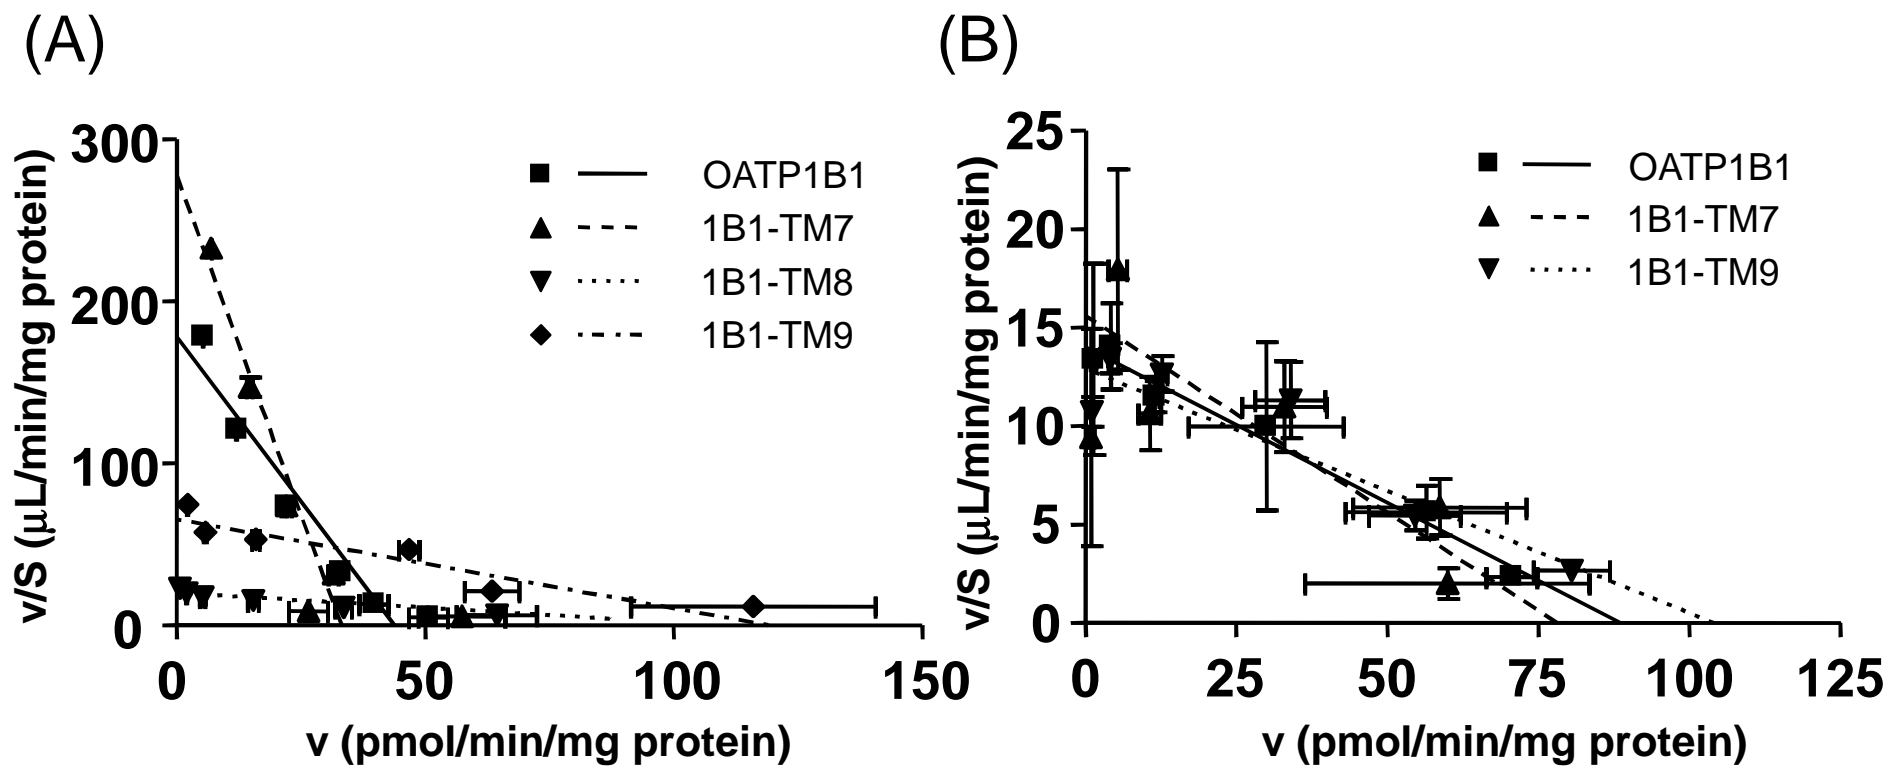 (A)
v/S (μL/min/mg protein)
300
200
100
0
0
50
100
150
v (pmol/min/mg protein)
OATP1B1
1B1-TM7
1B1-TM8
1B1-TM9
(B)
v/S (μL/min/mg protein)
25
20
15
10
5
0
0
25
50
75
100
125
v (pmol/min/mg protein)
OATP1B1
1B1-TM7
1B1-TM9